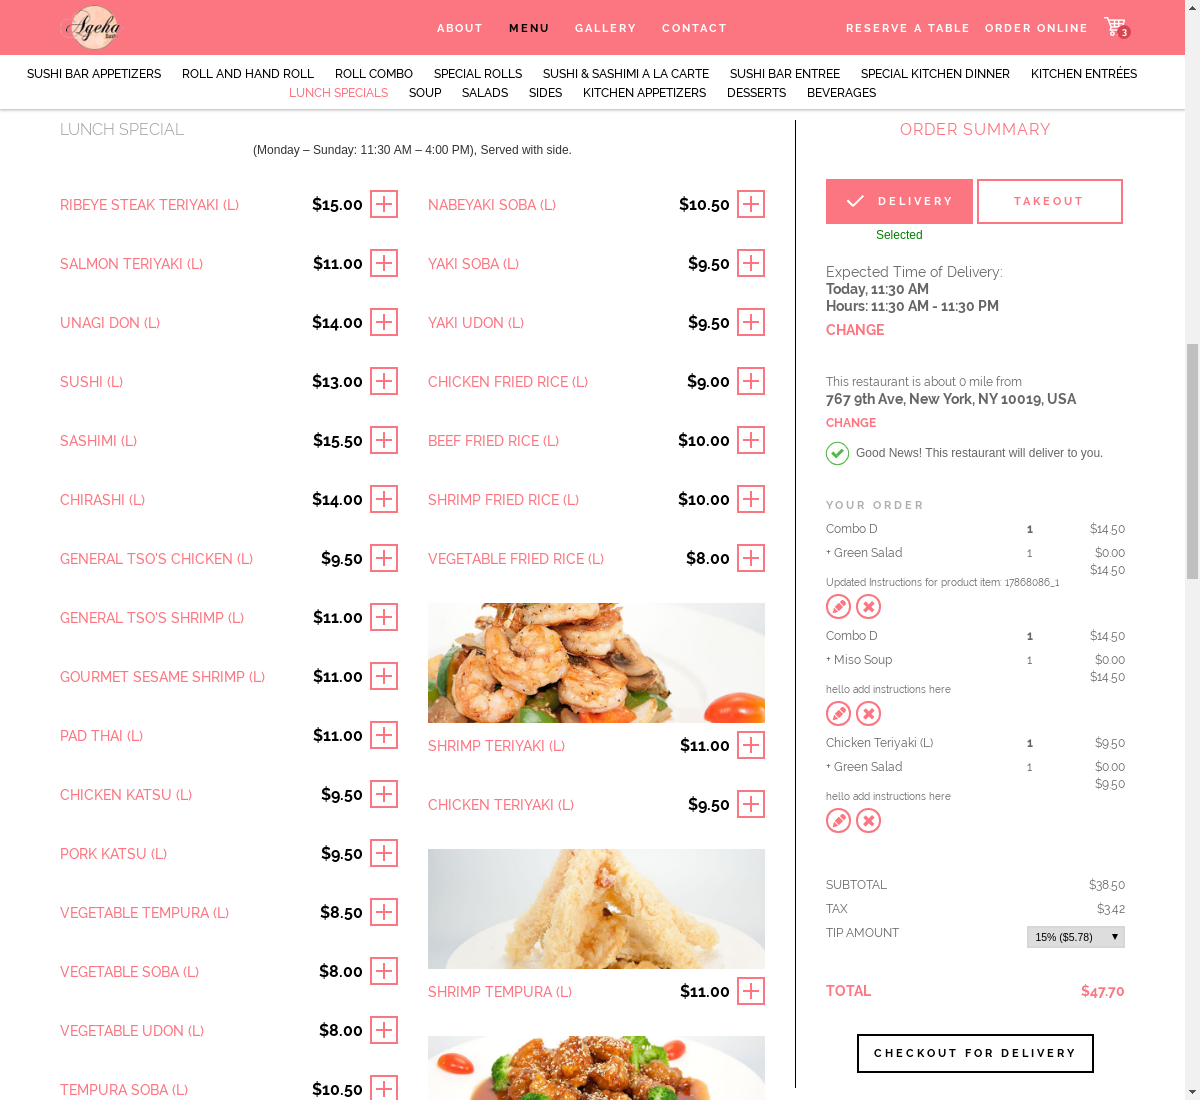 Ageha
ABOUT MENU GALLERY CONTACT RESERVE A TABLE ORDER ONLINE 3
SUSHI BAR APPETIZERS ROLL AND HAND ROLL ROLL COMBO SPECIAL ROLLS SUSHI & SASHIMI A LA CARTE SUSHI BAR ENTREE SPECIAL KITCHEN DINNER KITCHEN ENTRÉES
LUNCH SPECIALS SOUP SALADS SIDES KITCHEN APPETIZERS DESSERTS BEVERAGES
LUNCH SPECIAL
(Monday – Sunday: 11:30 AM – 4:00 PM), Served with side.
RIBEYE STEAK TERIYAKI (L) $15.00
SALMON TERIYAKI (L) $11.00
UNAGI DON (L) $14.00
SUSHI (L) $13.00
SASHIMI (L) $15.50
CHIRASHI (L) $14.00
GENERAL TSO'S CHICKEN (L) $9.50
GENERAL TSO'S SHRIMP (L) $11.00
GOURMET SESAME SHRIMP (L) $11.00
PAD THAI (L) $11.00
CHICKEN KATSU (L) $9.50
PORK KATSU (L) $9.50
VEGETABLE TEMPURA (L) $8.50
VEGETABLE SOBA (L) $8.00
VEGETABLE UDON (L) $8.00
TEMPURA SOBA (L) $10.50
NABEYAKI SOBA (L) $10.50
YAKI SOBA (L) $9.50
YAKI UDON (L) $9.50
CHICKEN FRIED RICE (L) $9.00
BEEF FRIED RICE (L) $10.00
SHRIMP FRIED RICE (L) $10.00
VEGETABLE FRIED RICE (L) $8.00
SHRIMP TERIYAKI (L) $11.00
CHICKEN TERIYAKI (L) $9.50
SHRIMP TEMPURA (L) $11.00
ORDER SUMMARY
DELIVERY TAKEOUT
Selected
Expected Time of Delivery:
Today, 11:30 AM
Hours: 11:30 AM - 11:30 PM
CHANGE
This restaurant is about 0 mile from
767 9th Ave, New York, NY 10019, USA
CHANGE
Good News! This restaurant will deliver to you.
YOUR ORDER
Combo D 1 $14.50
+ Green Salad 1 $0.00
$14.50
Updated Instructions for product item: 17868086_1
Combo D 1 $14.50
+ Miso Soup 1 $0.00
$14.50
hello add instructions here
Chicken Teriyaki (L) 1 $9.50
+ Green Salad 1 $0.00
$9.50
hello add instructions here
SUBTOTAL $38.50
TAX $3.42
TIP AMOUNT 15% ($5.78)
TOTAL $47.70
CHECKOUT FOR DELIVERY